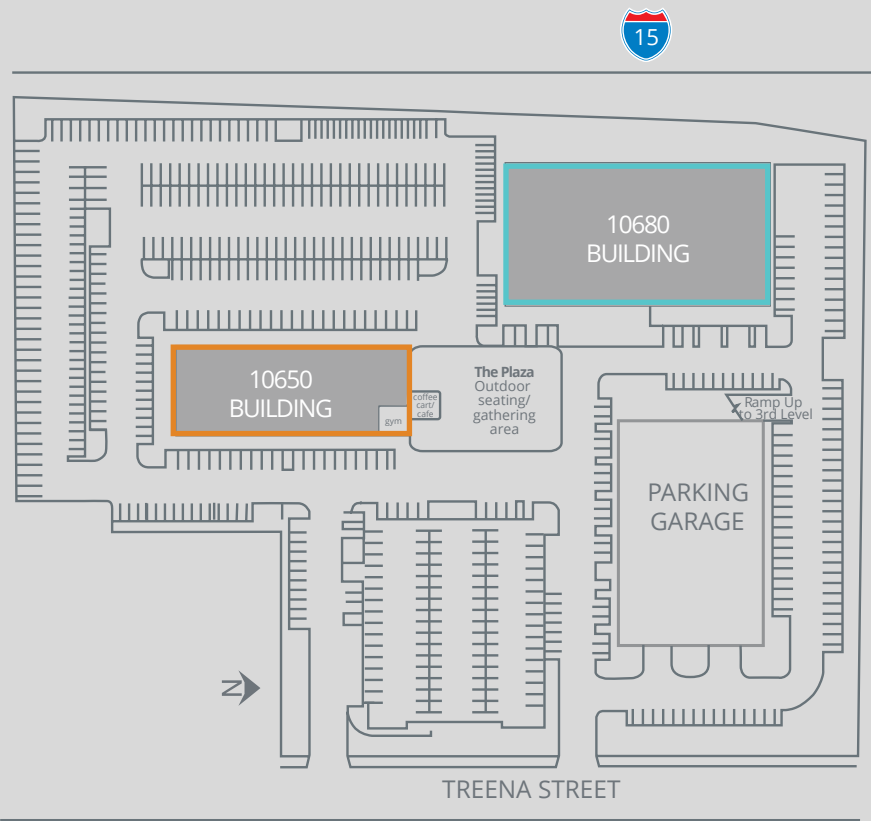 15
10680
BUILDING
10650
BUILDING
gym
coffee
cart/
cafe
The Plaza
Outdoor
seating/
gathering
area
Ramp Up
to 3rd Level
PARKING
GARAGE
N
TREENA STREET